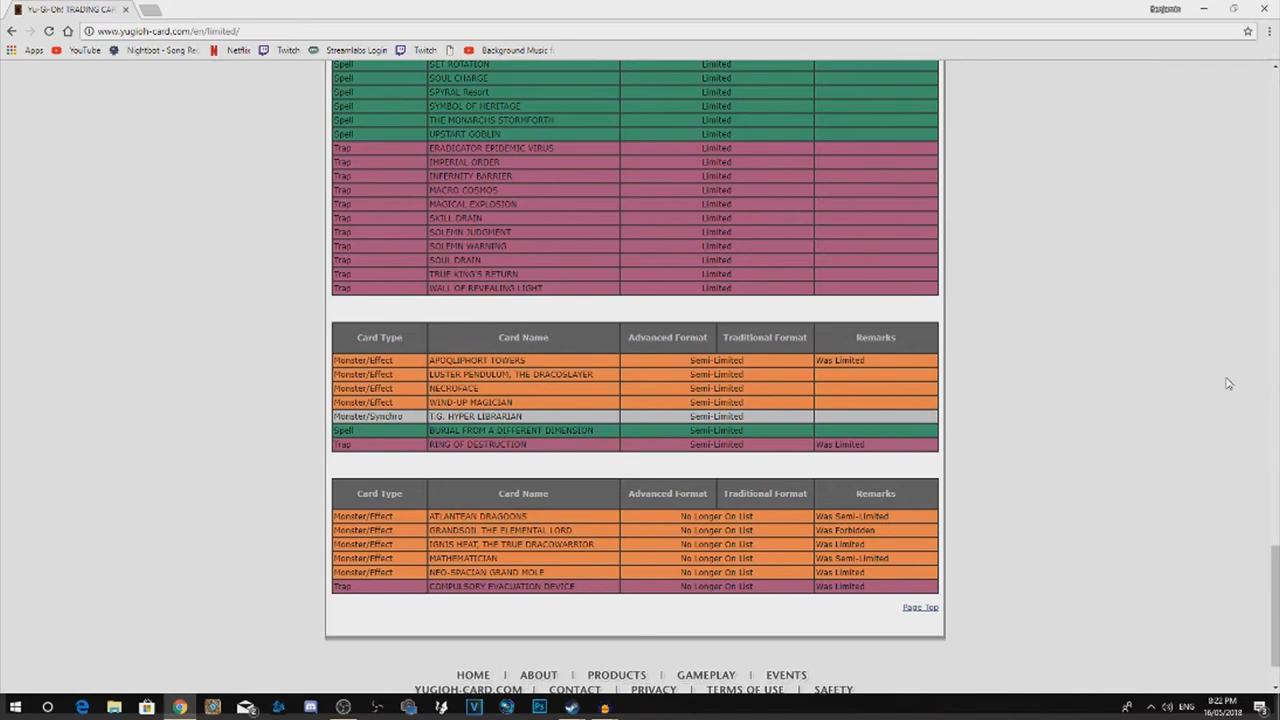 Yu-Gi-Oh! TRADING CAR
Benjamin
www.yugioh-card.com/en/limited/
Apps YouTube Nightbot - Song Re Netflix Twitch Streamlabs Login Twitch Background Music f
Spell SET ROTATION Limited
Spell SOUL CHARGE Limited
Spell SPYRAL Resort Limited
Spell SYMBOL OF HERITAGE Limited
Spell THE MONARCHS STORMFORTH Limited
Spell UPSTART GOBLIN Limited
Trap ERADICATOR EPIDEMIC VIRUS Limited
Trap IMPERIAL ORDER Limited
Trap INFERNITY BARRIER Limited
Trap MACRO COSMOS Limited
Trap MAGICAL EXPLOSION Limited
Trap SKILL DRAIN Limited
Trap SOLEMN JUDGMENT Limited
Trap SOLEMN WARNING Limited
Trap SOUL DRAIN Limited
Trap TRUE KING'S RETURN Limited
Trap WALL OF REVEALING LIGHT Limited
Card Type Card Name Advanced Format Traditional Format Remarks
Monster/Effect APOQLIPHORT TOWERS Semi-Limited Was Limited
Monster/Effect LUSTER PENDULUM, THE DRACOSLAYER Semi-Limited
Monster/Effect NECROFACE Semi-Limited
Monster/Effect WIND-UP MAGICIAN Semi-Limited
Monster/Synchro T.G. HYPER LIBRARIAN Semi-Limited
Spell BURIAL FROM A DIFFERENT DIMENSION Semi-Limited
Trap RING OF DESTRUCTION Semi-Limited Was Limited
Card Type Card Name Advanced Format Traditional Format Remarks
Monster/Effect ATLANTEAN DRAGOONS No Longer On List Was Semi-Limited
Monster/Effect GRANDSOIL THE ELEMENTAL LORD No Longer On List Was Forbidden
Monster/Effect IGNIS HEAT, THE TRUE DRACOWARRIOR No Longer On List Was Limited
Monster/Effect MATHEMATICIAN No Longer On List Was Semi-Limited
Monster/Effect NEO-SPACIAN GRAND MOLE No Longer On List Was Limited
Trap COMPULSORY EVACUATION DEVICE No Longer On List Was Limited
Page Top
HOME | ABOUT | PRODUCTS | GAMEPLAY | EVENTS
YUGIOH-CARD.COM | CONTACT | PRIVACY | TERMS OF USE | SAFETY
ENG
8:22 PM
16/05/2018